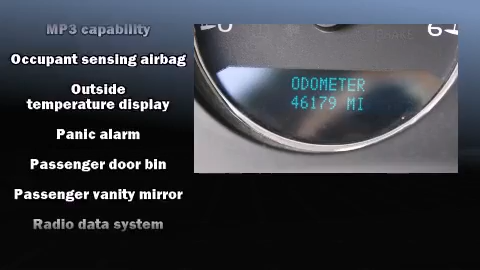 MP3 capability
Occupant sensing airbag
Outside
temperature display
Panic alarm
Passenger door bin
Passenger vanity mirror
Radio data system
ODOMETER
46179 MI